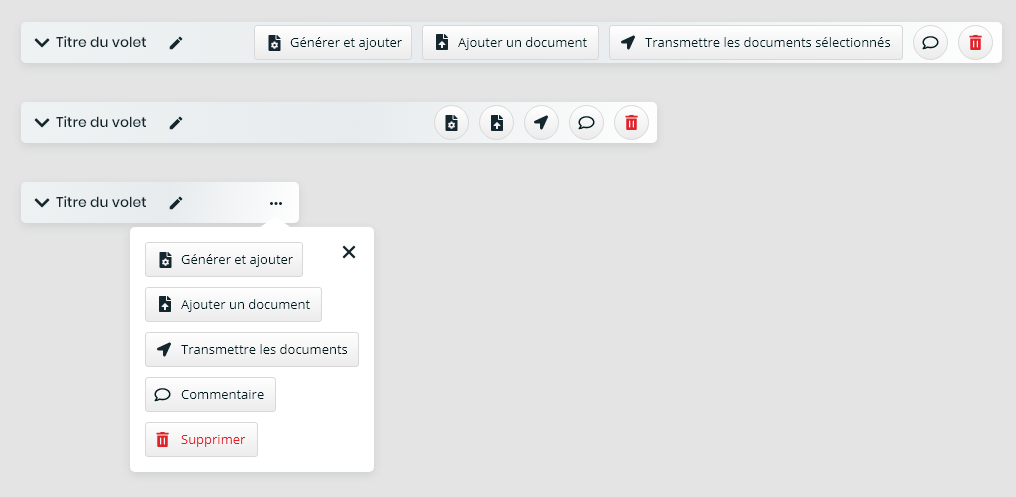 Titre du volet Générer et ajouter Ajouter un document Transmettre les documents sélectionnés
Titre du volet
Titre du volet
Générer et ajouter
Ajouter un document
Transmettre les documents
Commentaire
Supprimer